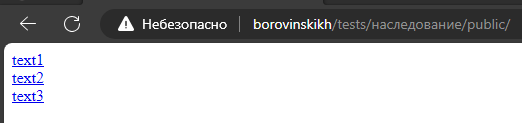 Небезопасно borovinskikh/tests/наследование/public/
text1
text2
text3